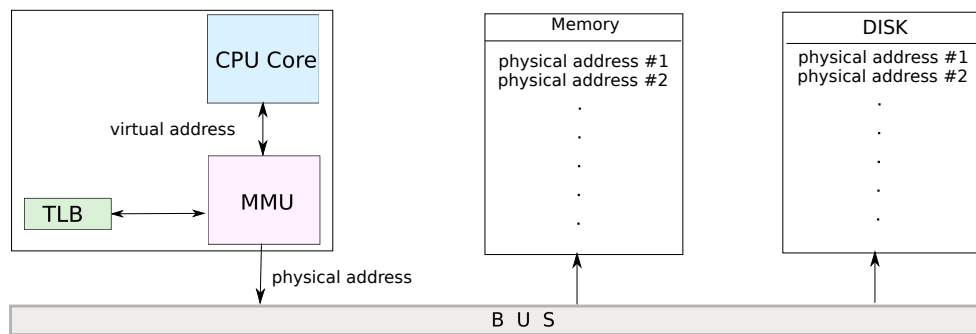 CPU Core
virtual address
MMU
TLB
physical address
Memory
physical address #1
physical address #2
.
.
.
.
.
DISK
physical address #1
physical address #2
.
.
.
.
.
B U S